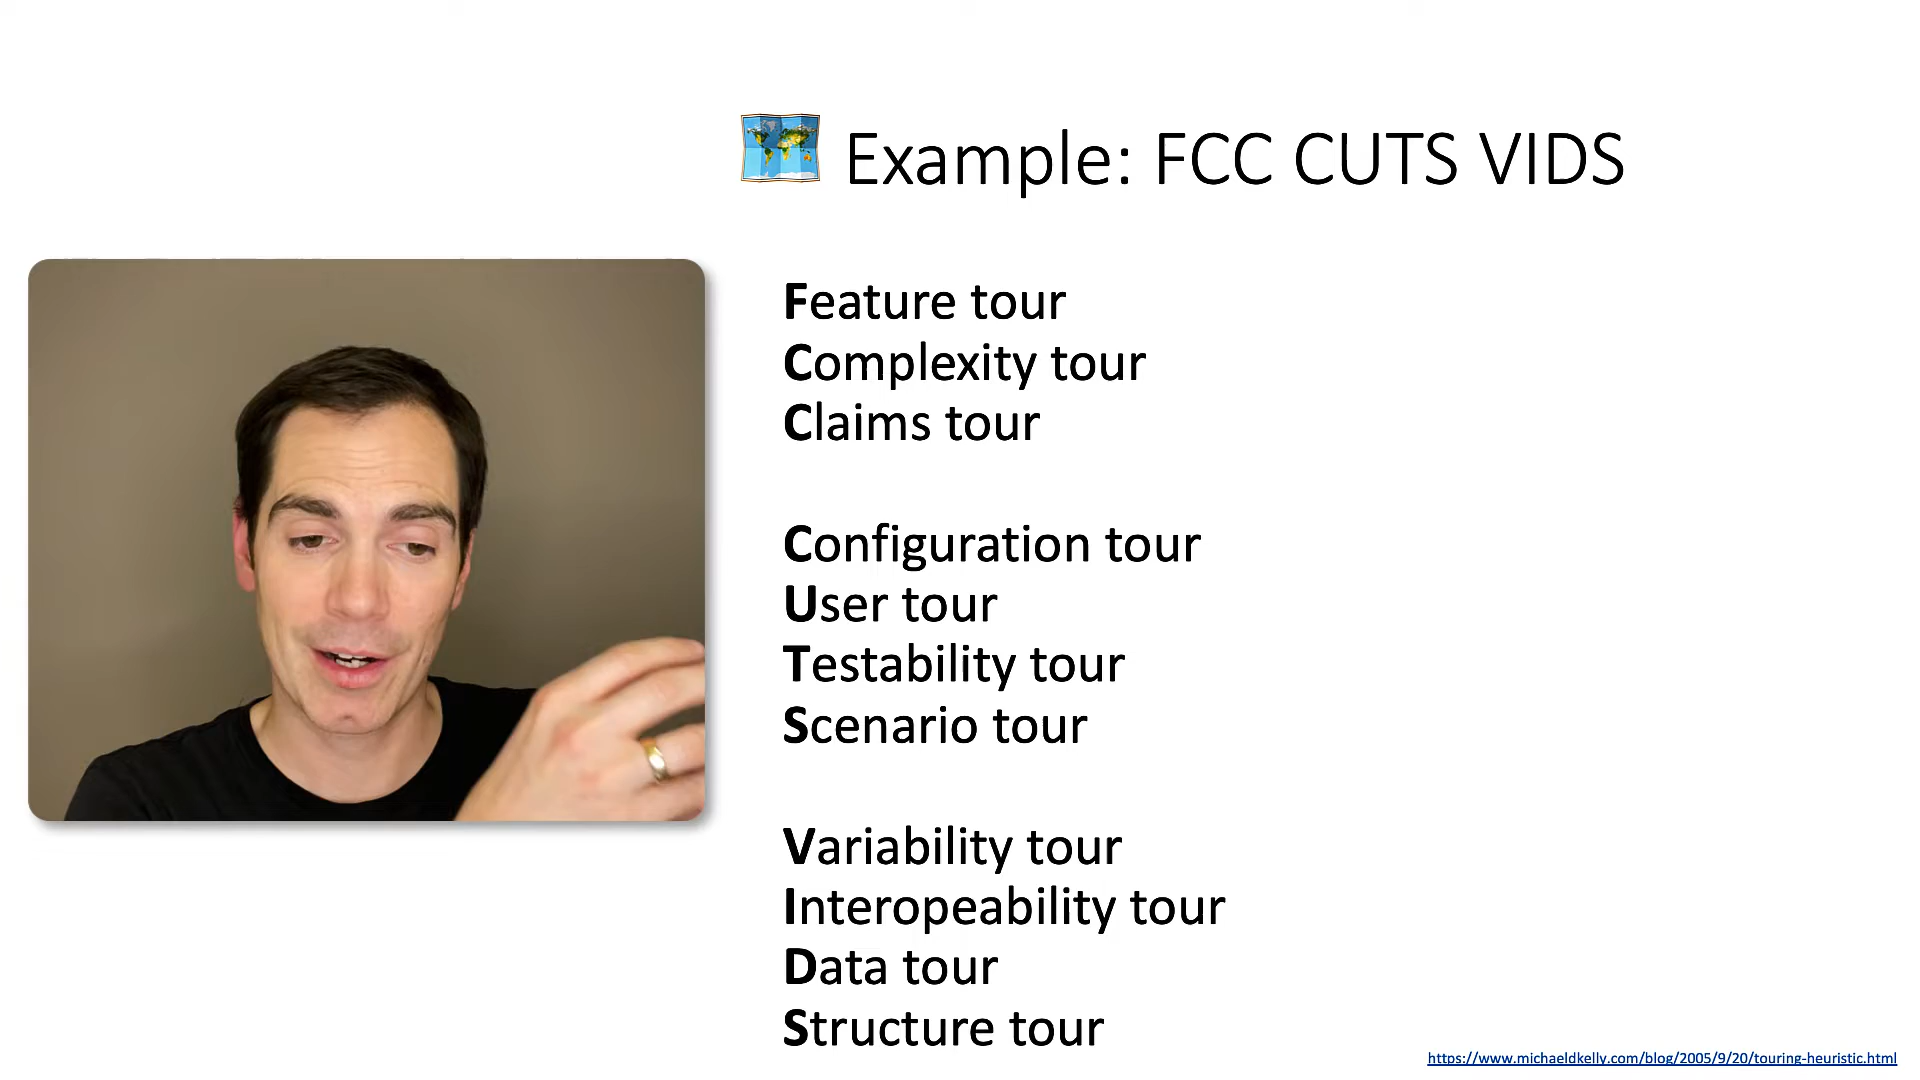 Example: FCC CUTS VIDS
Feature tour
Complexity tour
Claims tour
Configuration tour
User tour
Testability tour
Scenario tour
Variability tour
Interopeability tour
Data tour
Structure tour
https://www.michaeldkelly.com/blog/2005/9/20/touring-heuristic.html